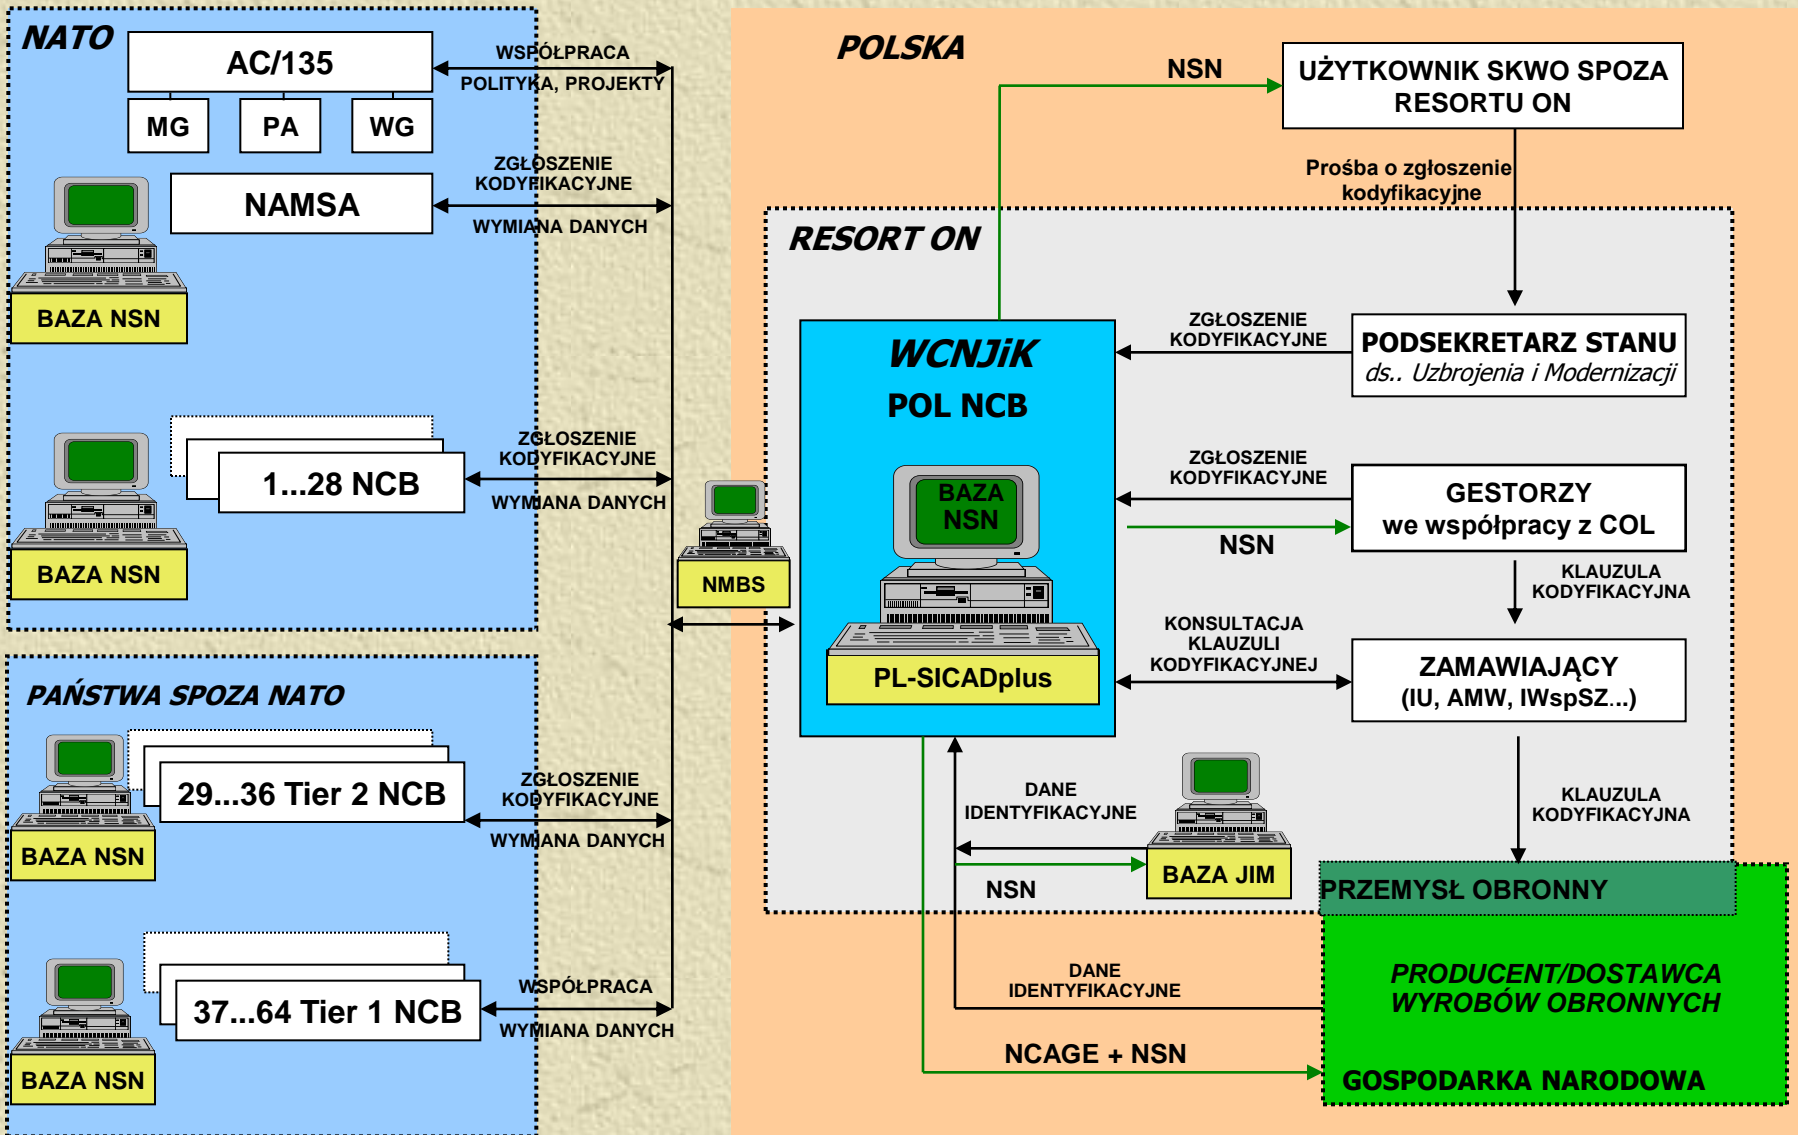 NATO
AC/135
MG
PA
WG
NAMSA
BAZA NSN
1...28 NCB
BAZA NSN
WSPÓŁPRACA
POLITYKA, PROJEKTY
ZGŁOSZENIE
KODYFIKACYJNE
WYMIANA DANYCH
ZGŁOSZENIE
KODYFIKACYJNE
WYMIANA DANYCH
PAŃSTWA SPOZA NATO
29...36 Tier 2 NCB
BAZA NSN
ZGŁOSZENIE
KODYFIKACYJNE
WYMIANA DANYCH
37...64 Tier 1 NCB
BAZA NSN
WSPÓŁPRACA
WYMIANA DANYCH
NMBS
POLSKA
NSN
UŻYTKOWNIK SKWO SPOZA
RESORTU ON
Prośba o zgłoszenie
kodyfikacyjne
RESORT ON
WCNJiK
POL NCB
BAZA
NSN
PL-SICADplus
ZGŁOSZENIE
KODYFIKACYJNE
PODSEKRETARZ STANU
ds.. Uzbrojenia i Modernizacji
ZGŁOSZENIE
KODYFIKACYJNE
NSN
GESTORZY
we współpracy z COL
KLAUZULA
KODYFIKACYJNA
KONSULTACJA
KLAUZULI
KODYFIKACYJNEJ
ZAMAWIAJĄCY
(IU, AMW, IWspSZ...)
DANE
IDENTYFIKACYJNE
NSN
BAZA JIM
KLAUZULA
KODYFIKACYJNA
PRZEMYSŁ OBRONNY
DANE
IDENTYFIKACYJNE
PRODUCENT/DOSTAWCA
WYROBÓW OBRONNYCH
NCAGE + NSN
GOSPODARKA NARODOWA